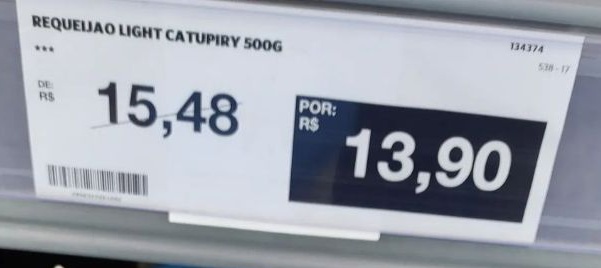 REQUEIJAO LIGHT CATUPIRY 500G
***
134374
538 - 17
DE:
R$
15,48
POR:
R$
13,90